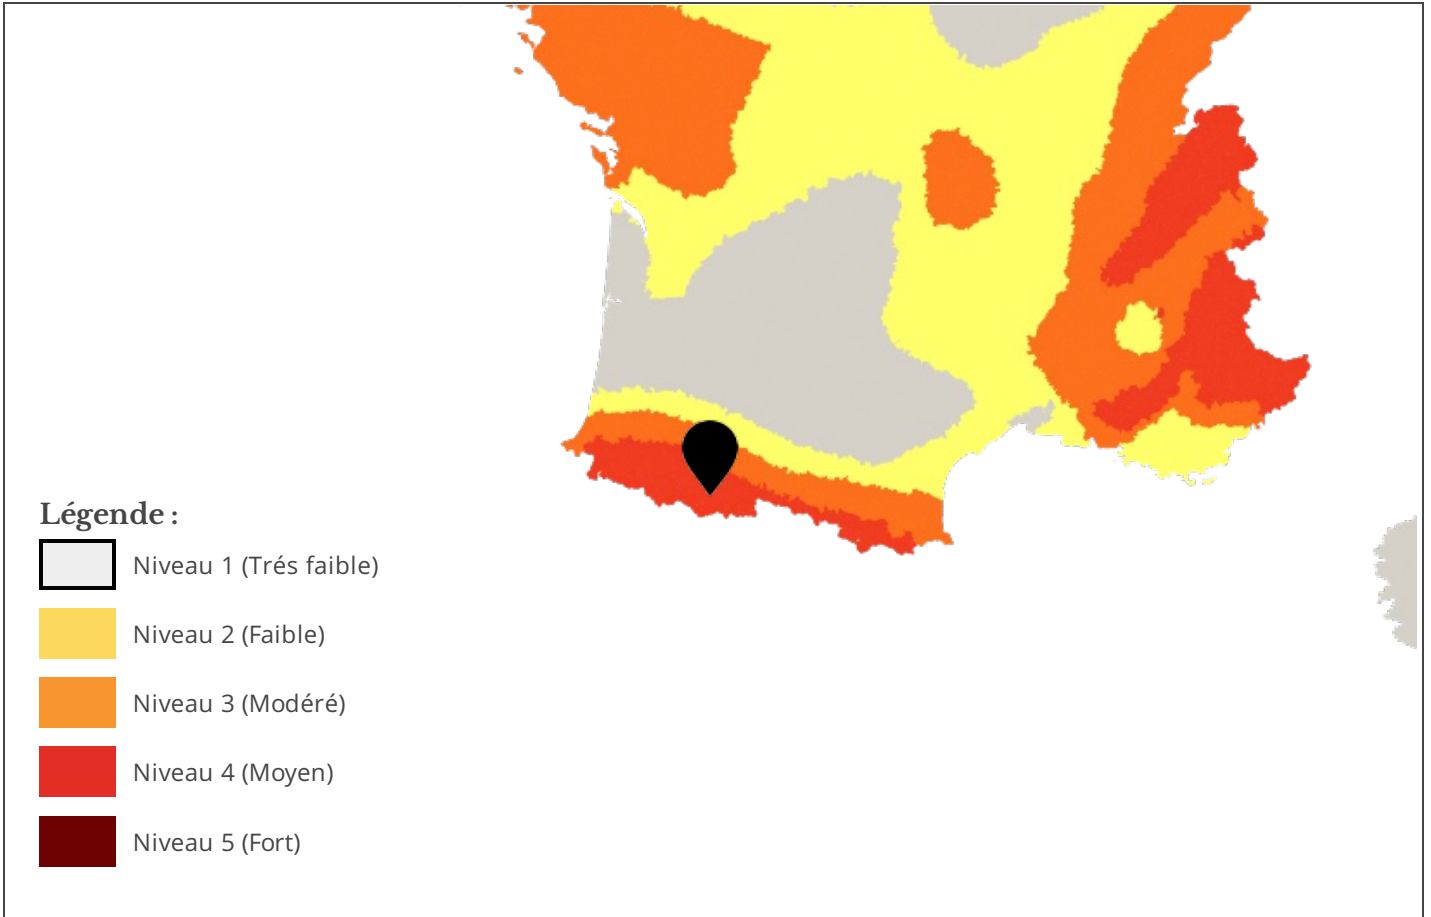 Légende :
Niveau 1 (Trés faible)
Niveau 2 (Faible)
Niveau 3 (Modéré)
Niveau 4 (Moyen)
Niveau 5 (Fort)